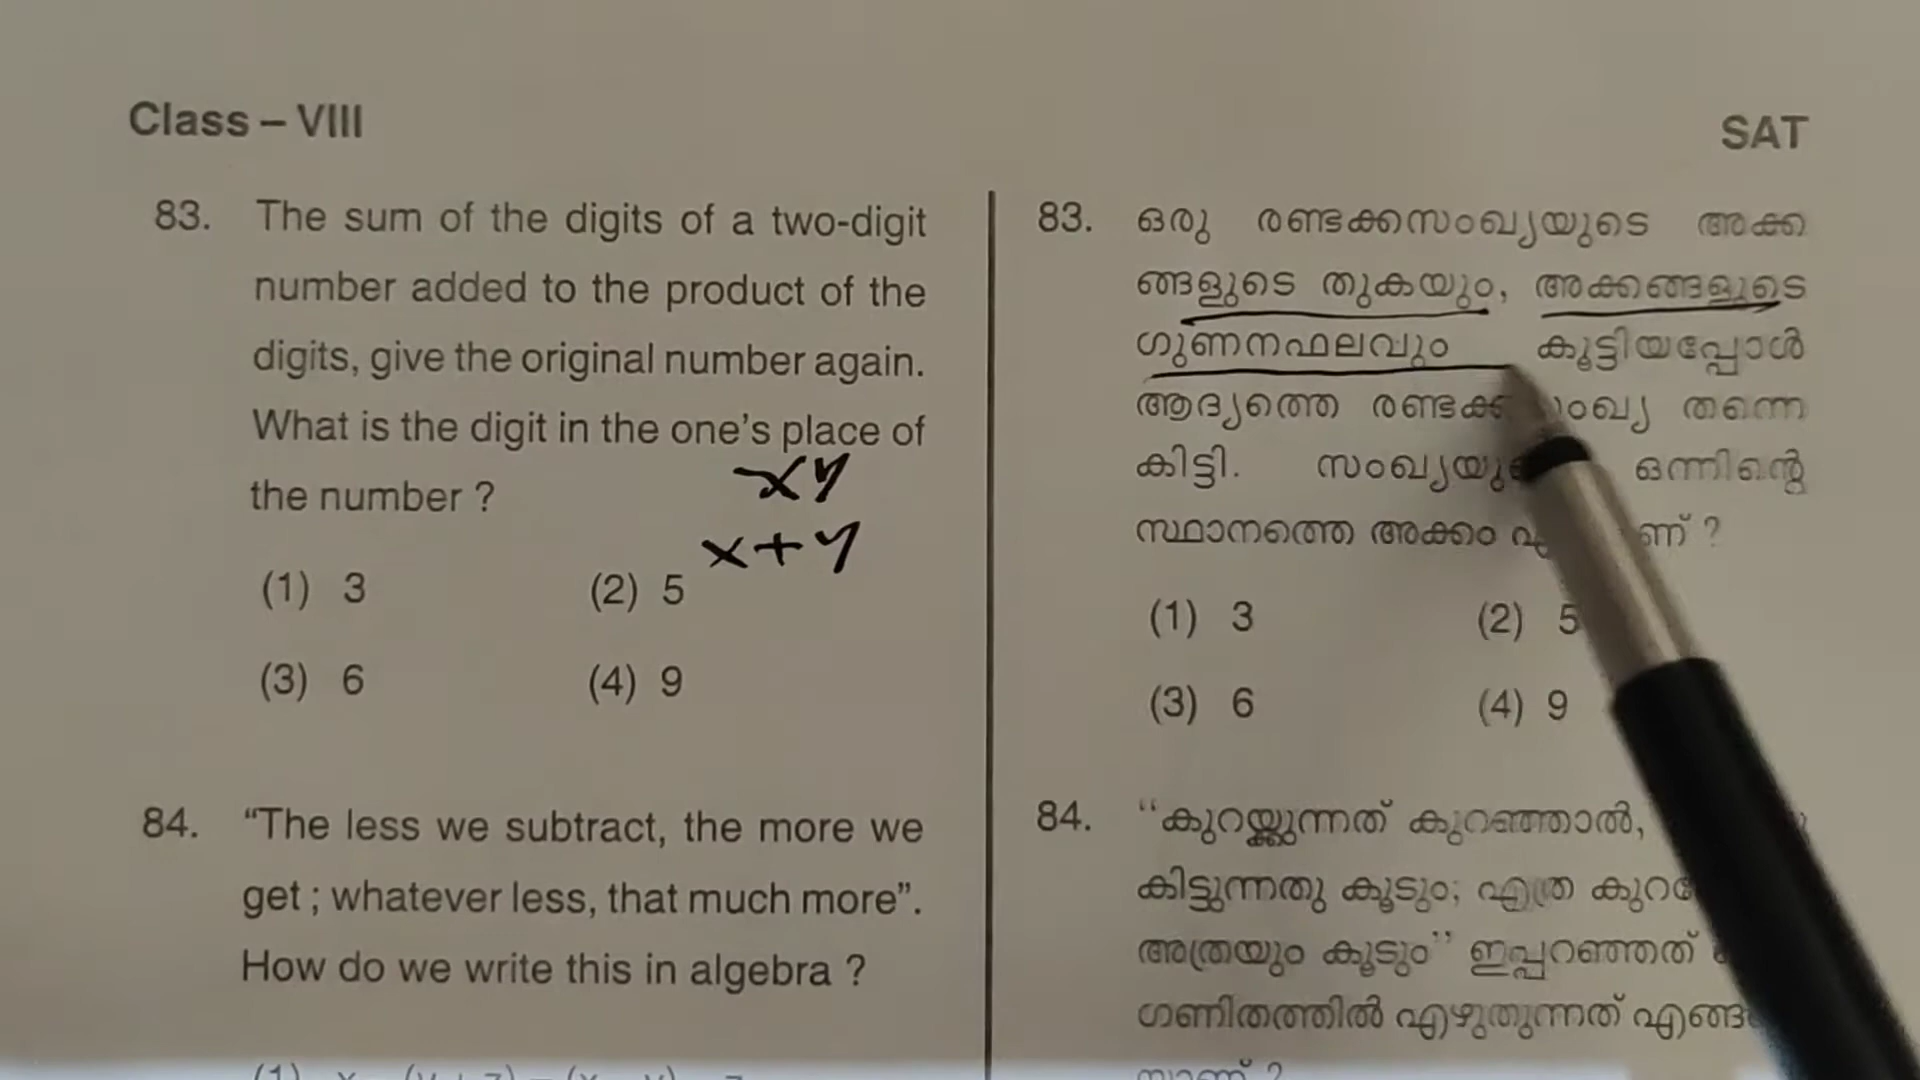 Class – VIII
SAT
83. The sum of the digits of a two-digit
number added to the product of the
digits, give the original number again.
What is the digit in the one's place of
the number ?
xy
x+y
(1) 3 (2) 5
(3) 6 (4) 9
84. “The less we subtract, the more we
get ; whatever less, that much more”.
How do we write this in algebra ?
83. ഒരു രണ്ടക്കസംഖ്യയുടെ അക്ക
ങ്ങളുടെ തുകയും, അക്കങ്ങളുടെ
ഗുണനഫലവും കൂട്ടിയപ്പോൾ
ആദ്യത്തെ തന്നെ
കിട്ടി. ഒന്നിന്റെ
സ്ഥാനത്തെ അക്കം ?
(1) 3 (2) 5
(3) 6 (4) 9
84. “കുറയ്ക്കുന്നത് കുറഞ്ഞാൽ,
കിട്ടുന്നതു കൂടും; എത്ര
അത്രയും കൂടും” ഇപ്പറഞ്ഞത്
ഗണിതത്തിൽ എഴുതുന്നത്